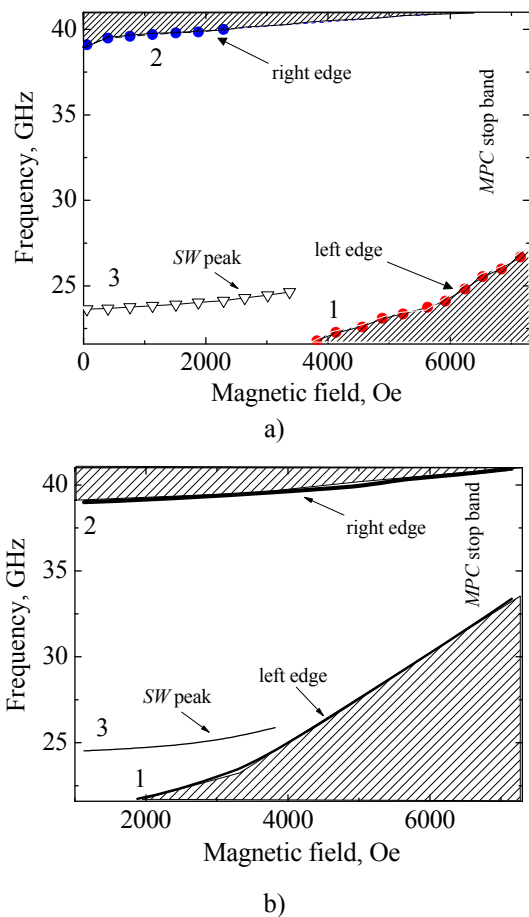 40
35
30
25
Frequency, GHz
2
right edge
MPC stop band
left edge
SW peak
3
1
0
2000
4000
6000
Magnetic field, Oe
a)
40
35
30
25
Frequency, GHz
2
right edge
MPC stop band
left edge
SW peak
3
1
2000
4000
6000
Magnetic field, Oe
b)